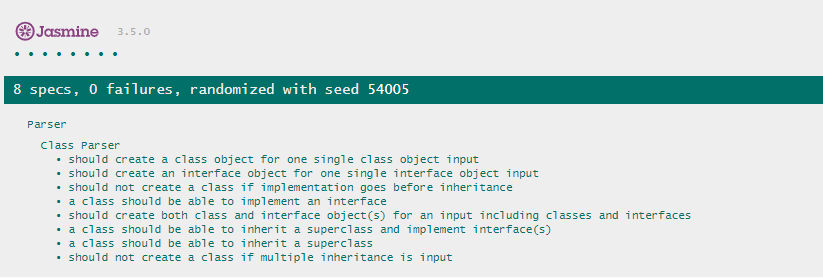 Jasmine 3.5.0
• • • • • • • •
8 specs, 0 failures, randomized with seed 54005
Parser
Class Parser
• should create a class object for one single class object input
• should create an interface object for one single interface object input
• should not create a class if implementation goes before inheritance
• a class should be able to implement an interface
• should create both class and interface object(s) for an input including classes and interfaces
• a class should be able to inherit a superclass and implement interface(s)
• a class should be able to inherit a superclass
• should not create a class if multiple inheritance is input